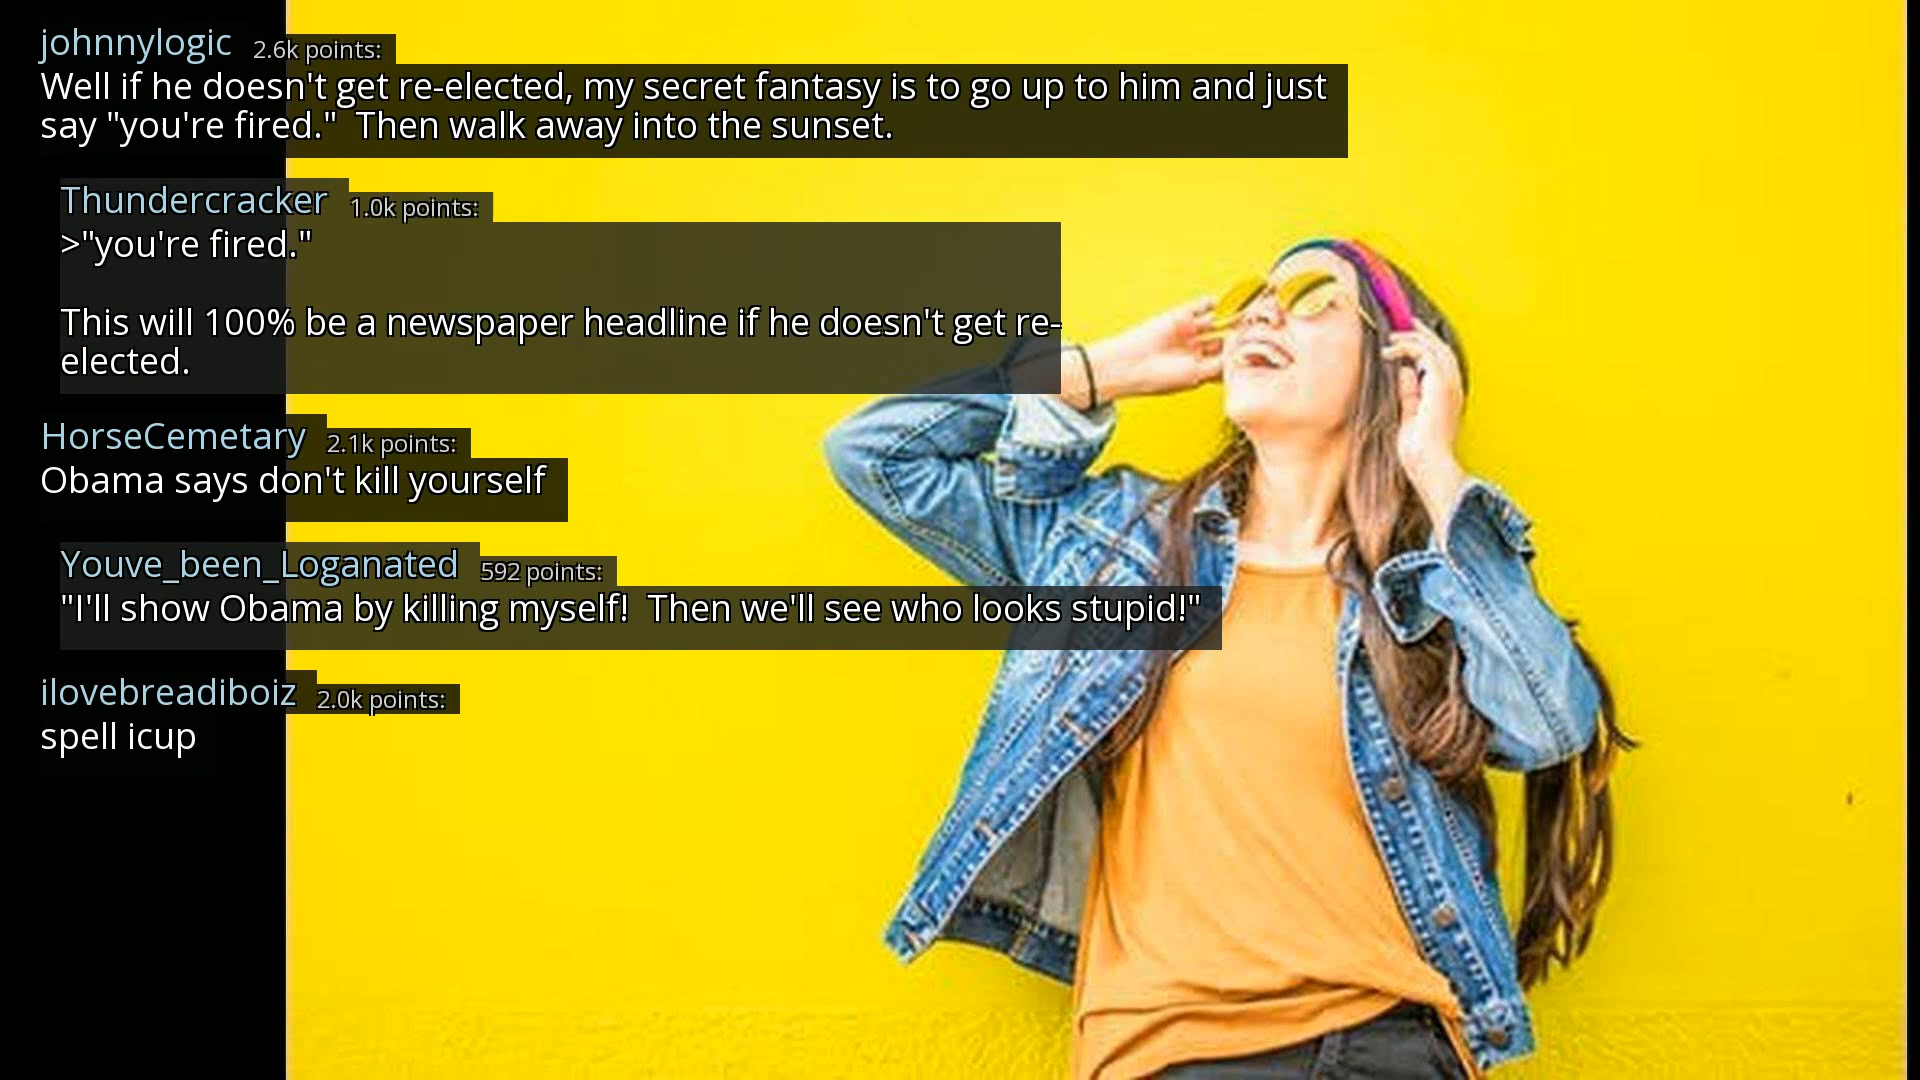 johnnylogic 2.6k points:
Well if he doesn't get re-elected, my secret fantasy is to go up to him and just
say "you're fired."  Then walk away into the sunset.
Thundercracker 1.0k points:
>"you're fired."
This will 100% be a newspaper headline if he doesn't get re-
elected.
HorseCemetary 2.1k points:
Obama says don't kill yourself
Youve_been_Loganated 592 points:
"I'll show Obama by killing myself!  Then we'll see who looks stupid!"
ilovebreadiboiz 2.0k points:
spell icup